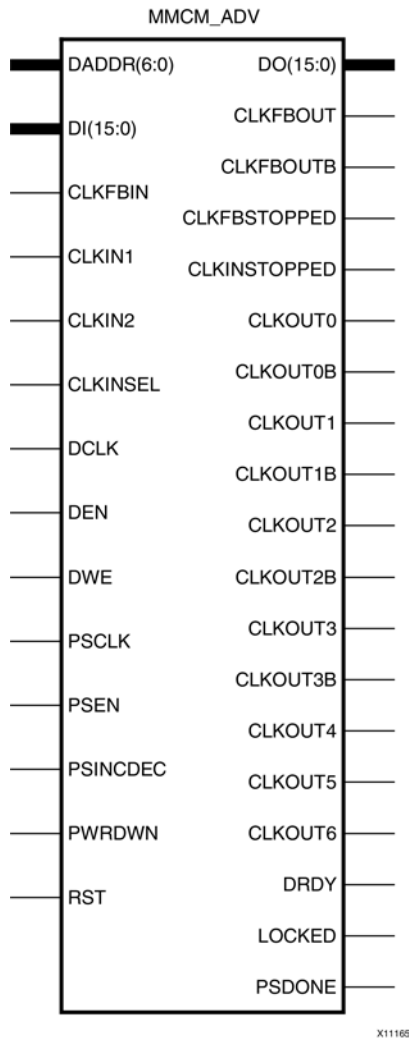 MMCM_ADV
DADDR(6:0)
DI(15:0)
CLKFBIN
CLKIN1
CLKIN2
CLKINSEL
DCLK
DEN
DWE
PSCLK
PSEN
PSINCDEC
PWRDWN
RST
DO(15:0)
CLKFBOUT
CLKFBOUTB
CLKFBSTOPPED
CLKINSTOPPED
CLKOUT0
CLKOUT0B
CLKOUT1
CLKOUT1B
CLKOUT2
CLKOUT2B
CLKOUT3
CLKOUT3B
CLKOUT4
CLKOUT5
CLKOUT6
DRDY
LOCKED
PSDONE
X11165